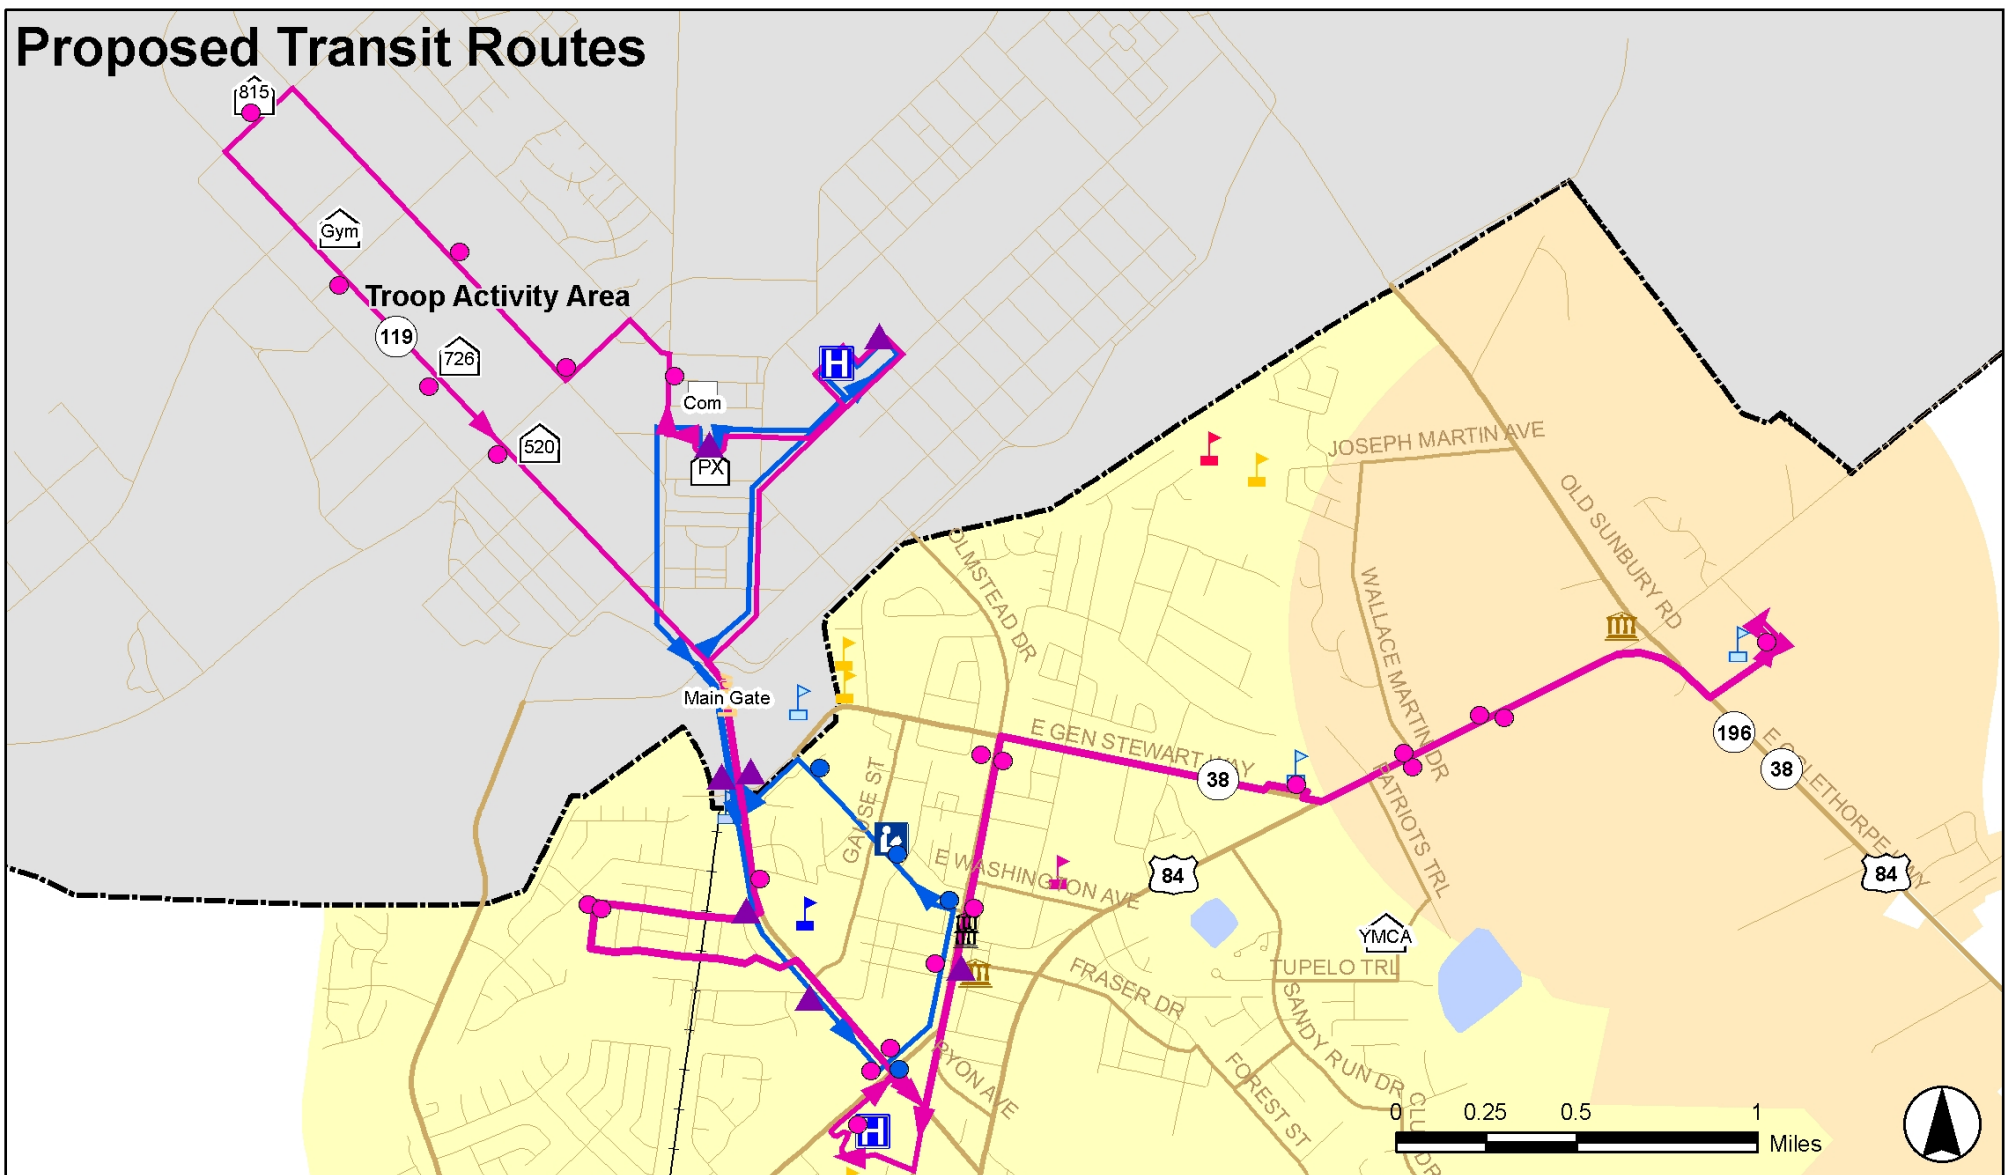 Proposed Transit Routes
815
Gym
Troop Activity Area
119
726
H
Com
520
PX
JOSEPH MARTIN AVE
OLD SUNBURY RD
OLMSTEAD DR
WALLACE MARTIN DR
Main Gate
E GEN STEWART WAY
196
38
38
E OGLETHORPE HWY
GAUSE ST
PATRIOTS TRL
E WASHINGTON AVE
84
84
YMCA
TUPELO TRL
FRASER DR
SANDY RUN DR
RYON AVE
FOREST ST
H
0 0.25 0.5 1
Miles